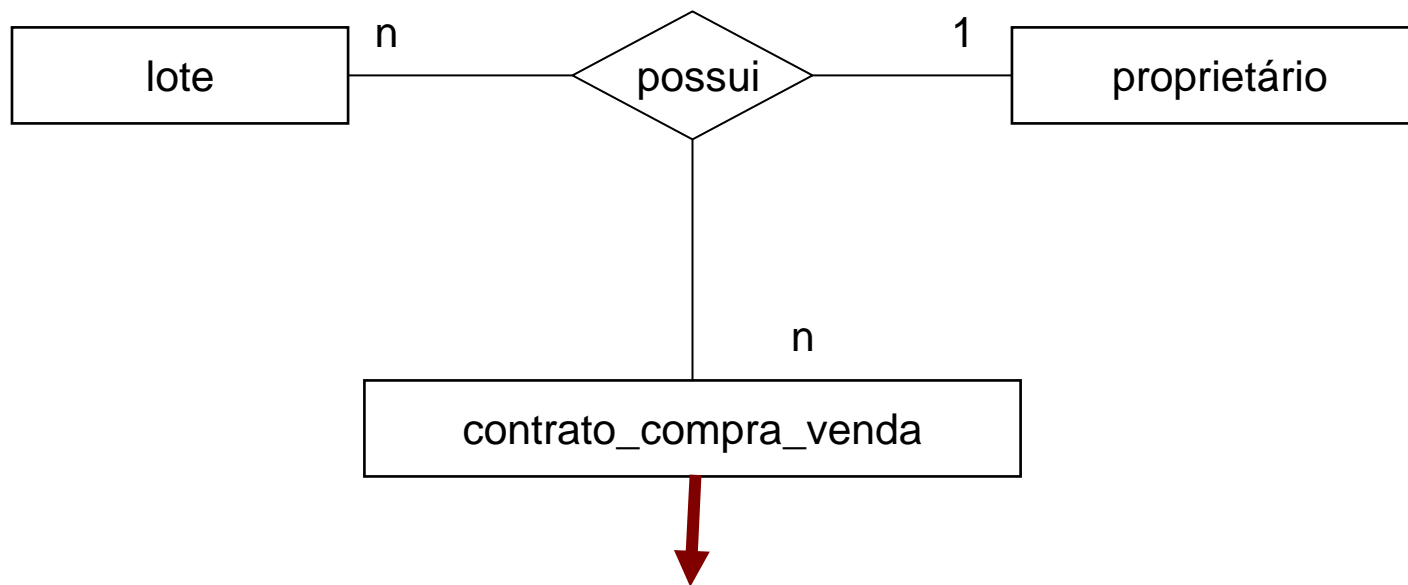 n
1
lote
possui
proprietário
n
contrato_compra_venda